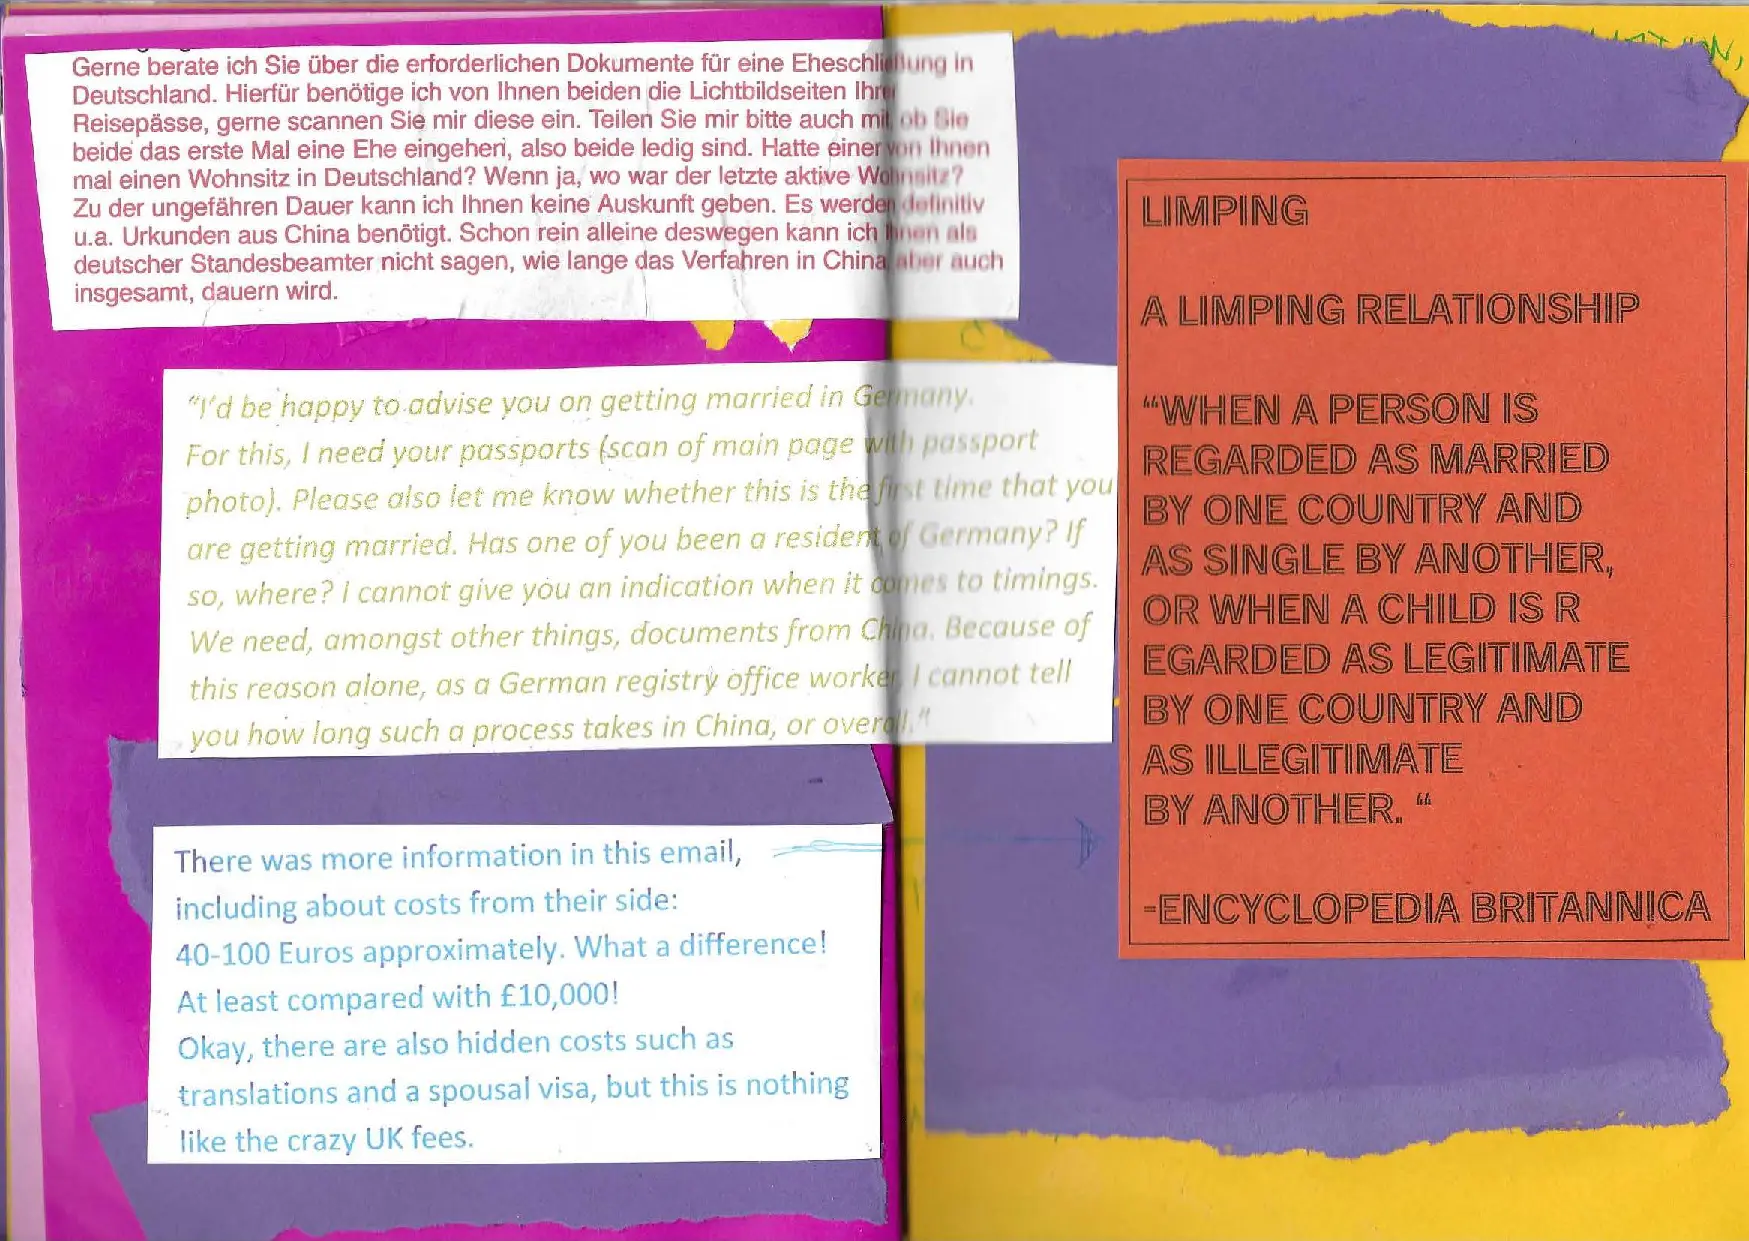 Gerne berate ich Sie über die erforderlichen Dokumente für eine Eheschließung in
Deutschland. Hierfür benötige ich von Ihnen beiden die Lichtbildseiten Ihrer
Reisepässe, gerne scannen Sie mir diese ein. Teilen Sie mir bitte auch mit, ob Sie
beide das erste Mal eine Ehe eingehen, also beide ledig sind. Hatte einer von Ihnen
mal einen Wohnsitz in Deutschland? Wenn ja, wo war der letzte aktive Wohnsitz?
Zu der ungefähren Dauer kann ich Ihnen keine Auskunft geben. Es werden definitiv
u.a. Urkunden aus China benötigt. Schon rein alleine deswegen kann ich Ihnen als
deutscher Standesbeamter nicht sagen, wie lange das Verfahren in China, aber auch
insgesamt, dauern wird.
"I'd be happy to advise you on getting married in Germany.
For this, I need your passports (scan of main page with passport
photo). Please also let me know whether this is the first time that you
are getting married. Has one of you been a resident of Germany? If
so, where? I cannot give you an indication when it comes to timings.
We need, amongst other things, documents from China. Because of
this reason alone, as a German registry office worker, I cannot tell
you how long such a process takes in China, or overall."
There was more information in this email,
including about costs from their side:
40-100 Euros approximately. What a difference!
At least compared with £10,000!
Okay, there are also hidden costs such as
translations and a spousal visa, but this is nothing
like the crazy UK fees.
LIMPING
A LIMPING RELATIONSHIP
“WHEN A PERSON IS
REGARDED AS MARRIED
BY ONE COUNTRY AND
AS SINGLE BY ANOTHER,
OR WHEN A CHILD IS R
EGARDED AS LEGITIMATE
BY ONE COUNTRY AND
AS ILLEGITIMATE
BY ANOTHER. “
-ENCYCLOPEDIA BRITANNICA